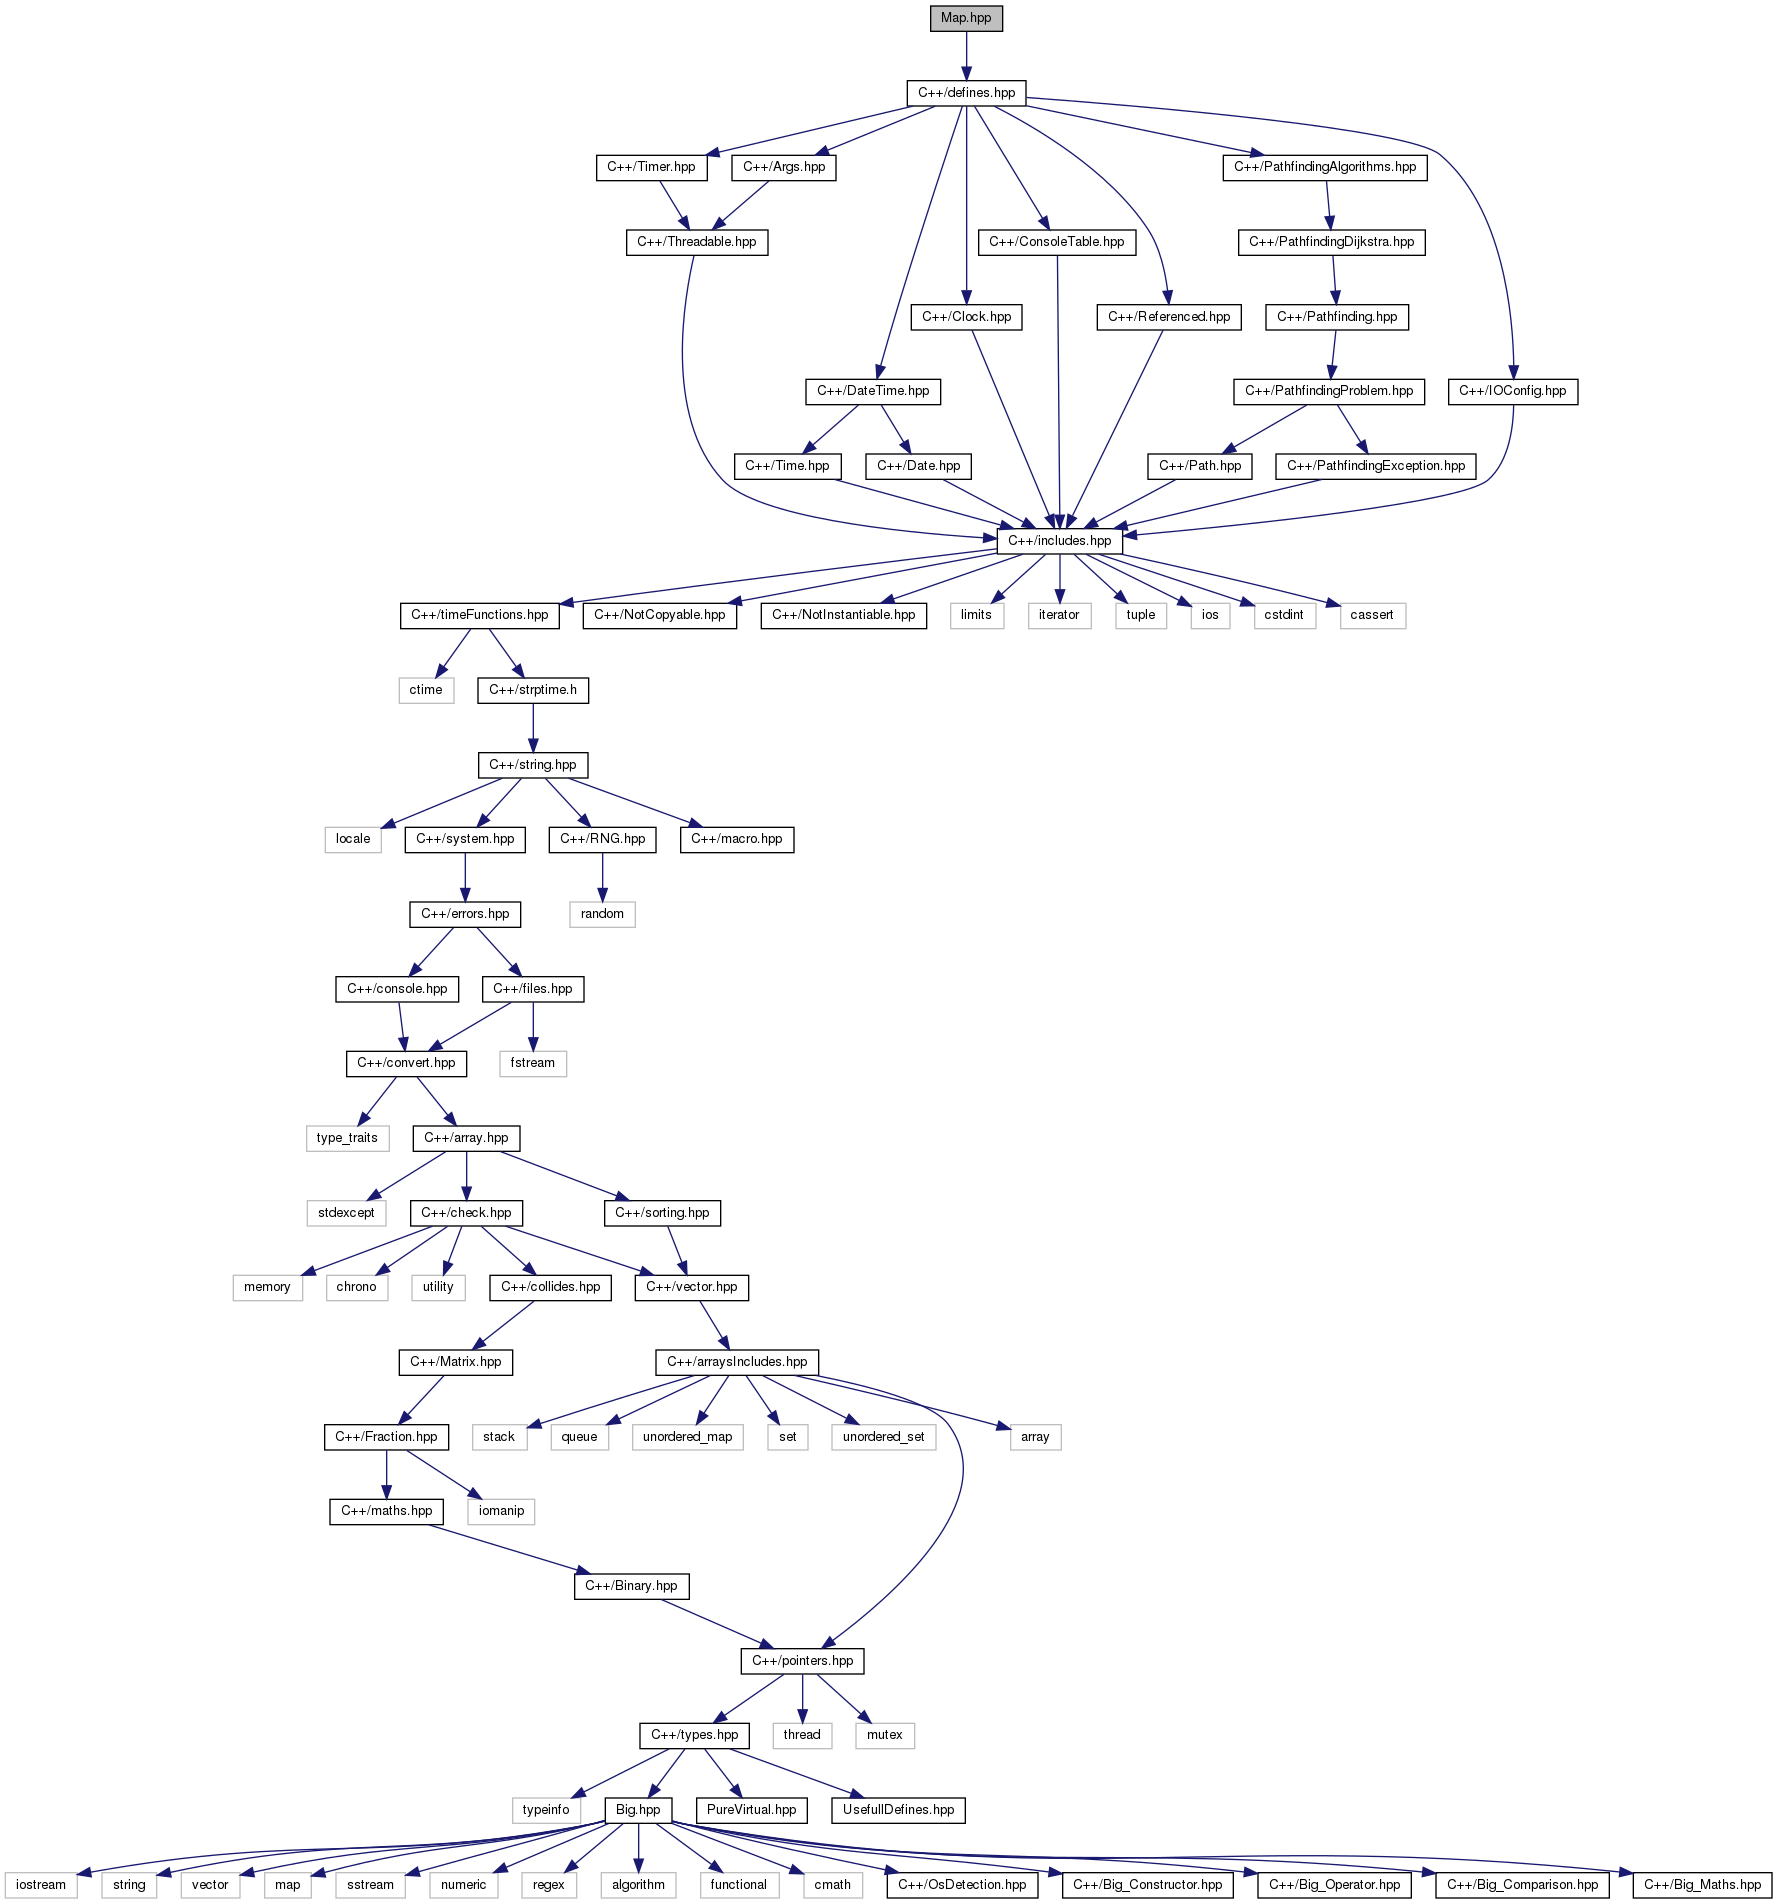 Map.hpp
C++/defines.hpp
C++/Timer.hpp
C++/Args.hpp
C++/PathfindingAlgorithms.hpp
C++/Threadable.hpp
C++/ConsoleTable.hpp
C++/PathfindingDijkstra.hpp
C++/Clock.hpp
C++/Referenced.hpp
C++/Pathfinding.hpp
C++/DateTime.hpp
C++/PathfindingProblem.hpp
C++/IOConfig.hpp
C++/Time.hpp
C++/Date.hpp
C++/Path.hpp
C++/PathfindingException.hpp
C++/includes.hpp
C++/timeFunctions.hpp
C++/NotCopyable.hpp
C++/NotInstantiable.hpp
limits
iterator
tuple
ios
cstdint
cassert
ctime
C++/strptime.h
C++/string.hpp
locale
C++/system.hpp
C++/RNG.hpp
C++/macro.hpp
C++/errors.hpp
random
C++/console.hpp
C++/files.hpp
C++/convert.hpp
fstream
type_traits
C++/array.hpp
stdexcept
C++/check.hpp
C++/sorting.hpp
memory
chrono
utility
C++/collides.hpp
C++/vector.hpp
C++/Matrix.hpp
C++/arraysIncludes.hpp
C++/Fraction.hpp
stack
queue
unordered_map
set
unordered_set
array
C++/maths.hpp
iomanip
C++/Binary.hpp
C++/pointers.hpp
C++/types.hpp
thread
mutex
typeinfo
Big.hpp
PureVirtual.hpp
UsefullDefines.hpp
iostream
string
vector
map
sstream
numeric
regex
algorithm
functional
cmath
C++/OsDetection.hpp
C++/Big_Constructor.hpp
C++/Big_Operator.hpp
C++/Big_Comparison.hpp
C++/Big_Maths.hpp